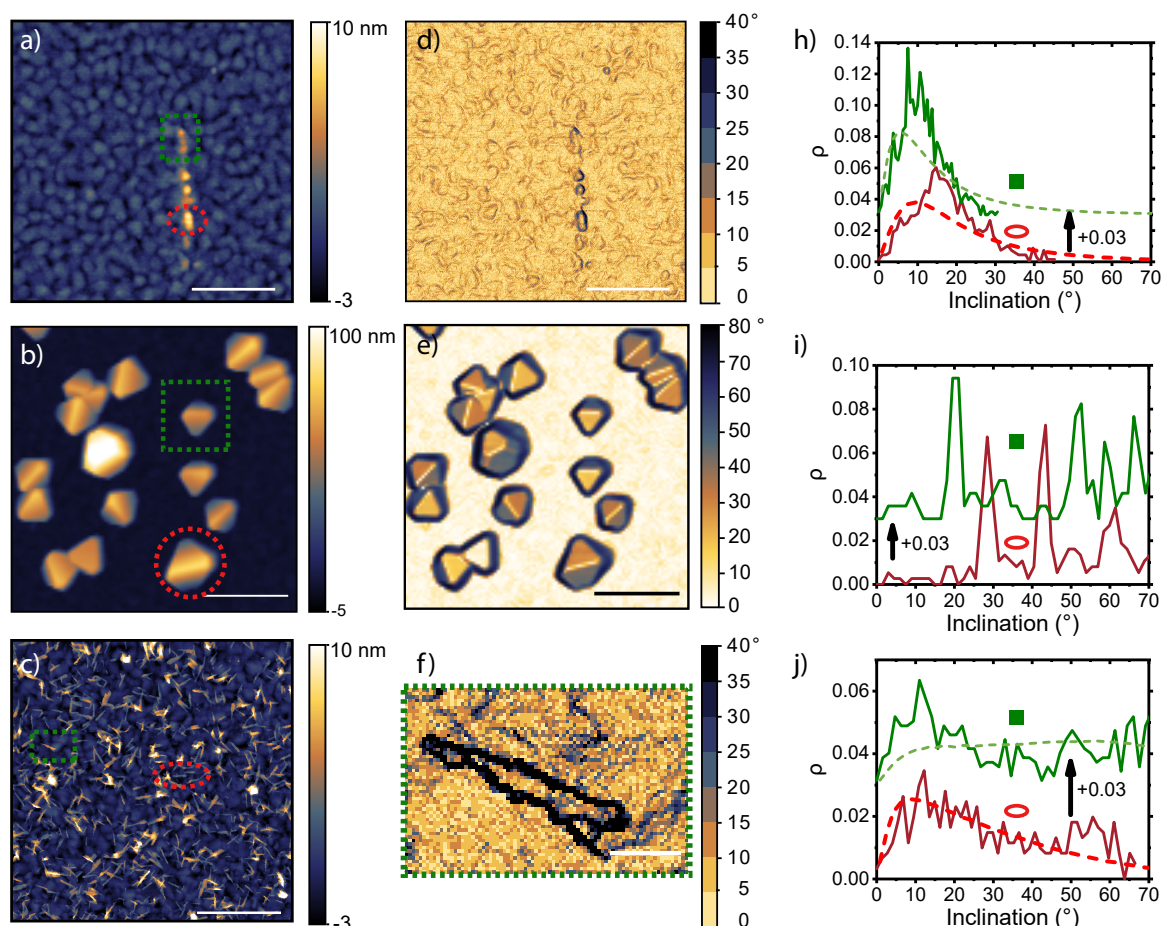 a)
10 nm
-3
b)
100 nm
-5
c)
10 nm
-3
d)
40°
35
30
25
20
15
10
5
0
e)
80 °
70
60
50
40
30
20
10
0
f)
40°
35
30
25
20
15
10
5
0
h)
0.14
0.12
0.10
0.08
0.06
0.04
0.02
0.00
ρ
+0.03
0 10 20 30 40 50 60 70
Inclination (°)
i)
0.10
0.08
0.06
0.04
0.02
0.00
ρ
+0.03
0 10 20 30 40 50 60 70
Inclination (°)
j)
0.06
0.04
0.02
0.00
ρ
+0.03
0 10 20 30 40 50 60 70
Inclination (°)